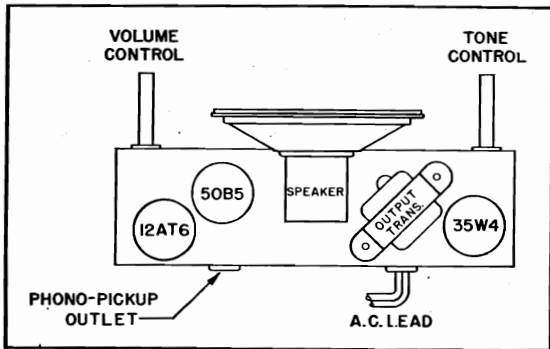 VOLUME
CONTROL
TONE
CONTROL
50B5
SPEAKER
OUTPUT
TRANS.
12AT6
35W4
PHONO-PICKUP
OUTLET
A.C. LEAD